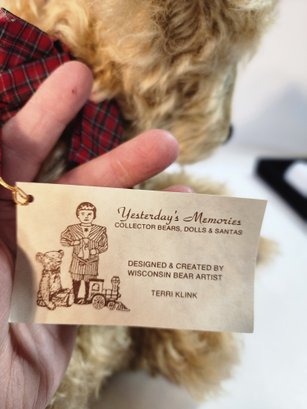 Yesterday's Memories
COLLECTOR BEARS, DOLLS & SANTAS
DESIGNED & CREATED BY
WISCONSIN BEAR ARTIST
TERRI KLINK